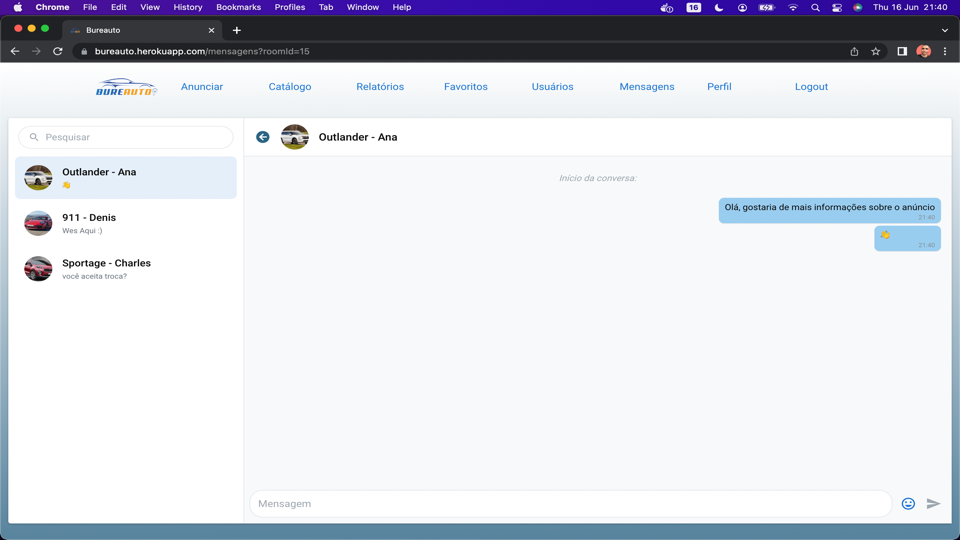 Chrome File Edit View History Bookmarks Profiles Tab Window Help 16 Thu 16 Jun 21:40
Bureauto
bureauto.herokuapp.com/mensagens?roomId=15
BUREAUTO Anunciar Catálogo Relatórios Favoritos Usuários Mensagens Perfil Logout
Pesquisar
Outlander - Ana
👋
911 - Denis
Wes Aqui :)
Sportage - Charles
você aceita troca?
Outlander - Ana
Início da conversa:
Olá, gostaria de mais informações sobre o anúncio
21:40
👋
21:40
Mensagem